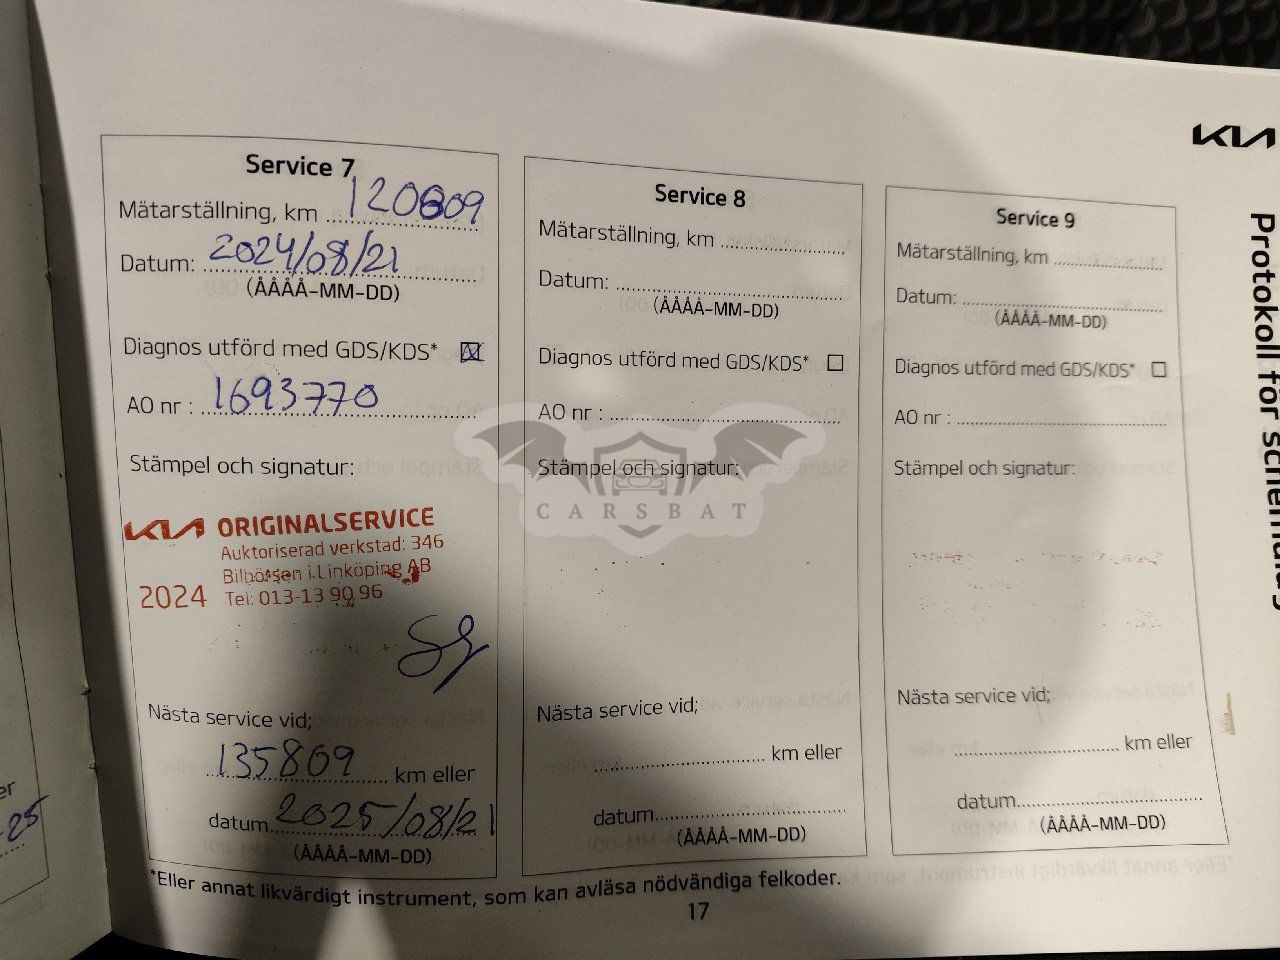 KIA
Protokoll för
Service 7
Mätarställning, km 120809
Datum: 2024/08/21
(ÅÅÅÅ-MM-DD)
Diagnos utförd med GDS/KDS*
AO nr : 1693770
Stämpel och signatur:
KIA ORIGINALSERVICE
Auktoriserad verkstad: 346
Bilbörsen i Linköping AB
2024 Tel: 013-13 90 96
Nästa service vid;
135809 km eller
datum 2025/08/21
(ÅÅÅÅ-MM-DD)
Service 8
Mätarställning, km
Datum:
(ÅÅÅÅ-MM-DD)
Diagnos utförd med GDS/KDS*
AO nr :
Stämpel och signatur:
CARSBAT
Nästa service vid;
km eller
datum
(ÅÅÅÅ-MM-DD)
Service 9
Mätarställning, km
Datum:
(ÅÅÅÅ-MM-DD)
Diagnos utförd med GDS/KDS*
AO nr :
Stämpel och signatur:
Nästa service vid;
km eller
datum
(ÅÅÅÅ-MM-DD)
*Eller annat likvärdigt instrument, som kan avläsa nödvändiga felkoder.
17